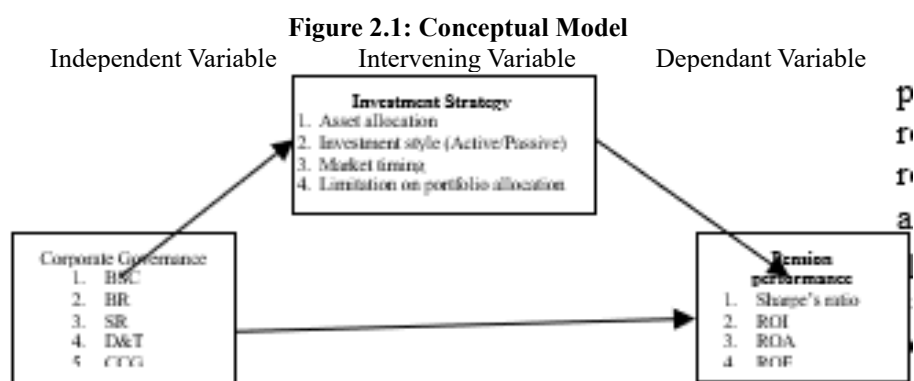 Figure 2.1: Conceptual Model
Independent Variable Intervening Variable Dependant Variable
Investment Strategy
1. Asset allocation
2. Investment style (Active/Passive)
3. Market timing
4. Limitation on portfolio allocation
Corporate Governance
1. BSC
2. BR
3. SR
4. D&T
5. CCG
Pension
performance
1. Sharpe's ratio
2. ROI
3. ROA
4. ROE